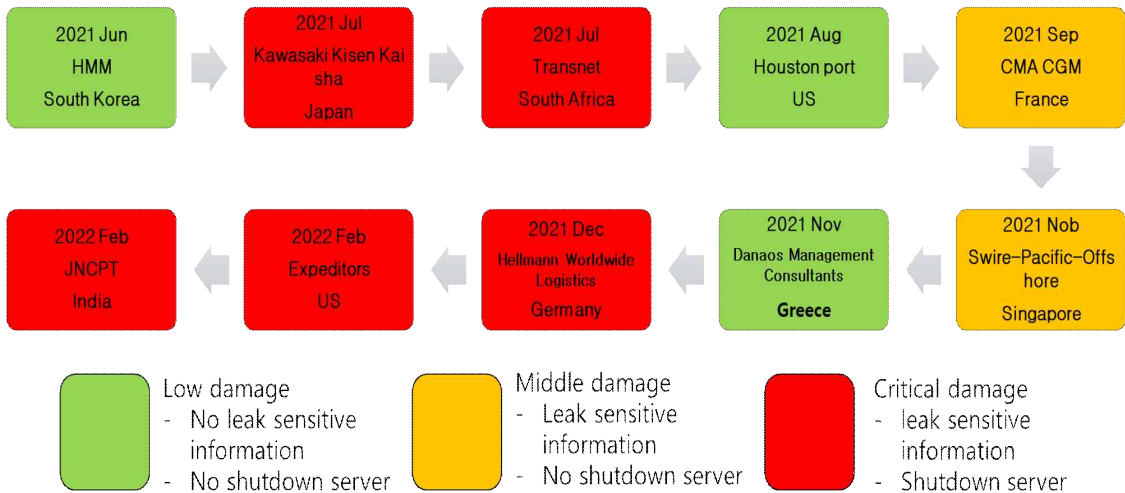 2021 Jun
HMM
South Korea
2021 Jul
Kawasaki Kisen Kai
sha
Japan
2021 Jul
Transnet
South Africa
2021 Aug
Houston port
US
2021 Sep
CMA CGM
France
2021 Nob
Swire-Pacific-Offs
hore
Singapore
2021 Nov
Danaos Management
Consultants
Greece
2021 Dec
Hellmann Worldwide
Logistics
Germany
2022 Feb
Expeditors
US
2022 Feb
JNCPT
India
Low damage
- No leak sensitive
information
- No shutdown server
Middle damage
- Leak sensitive
information
- No shutdown server
Critical damage
- leak sensitive
information
- Shutdown server